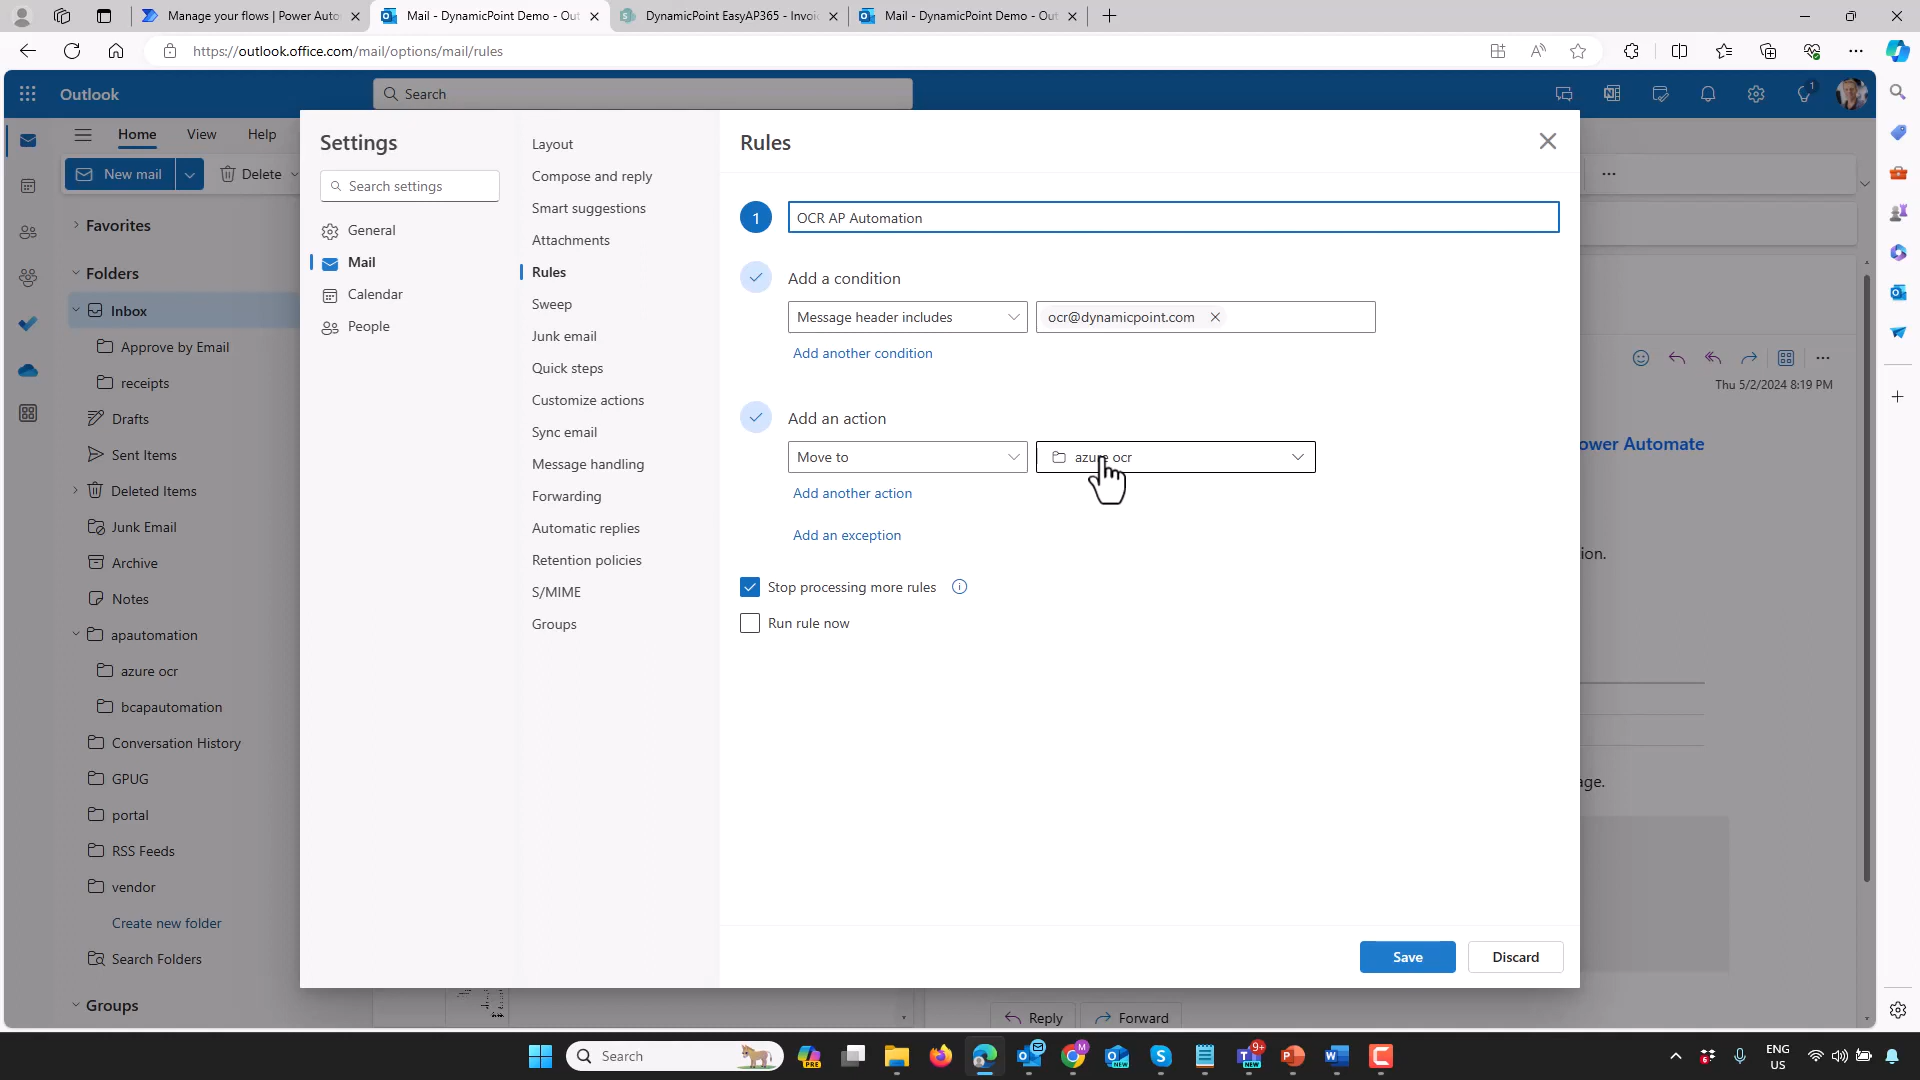 Manage your flows | Power Auto
Mail - DynamicPoint Demo - Out
DynamicPoint EasyAP365 - Invoi
Mail - DynamicPoint Demo - Out
https://outlook.office.com/mail/options/mail/rules
Outlook
Search
1
Home
View
Help
New mail
Delete
Favorites
Folders
Inbox
Approve by Email
receipts
Drafts
Sent Items
Deleted Items
Junk Email
Archive
Notes
apautomation
azure ocr
bcapautomation
Conversation History
GPUG
portal
RSS Feeds
vendor
Create new folder
Search Folders
Groups
Settings
Search settings
General
Mail
Calendar
People
Layout
Compose and reply
Smart suggestions
Attachments
Rules
Sweep
Junk email
Quick steps
Customize actions
Sync email
Message handling
Forwarding
Automatic replies
Retention policies
S/MIME
Groups
Rules
1
OCR AP Automation
Add a condition
Message header includes
ocr@dynamicpoint.com
Add another condition
Add an action
Move to
azure ocr
Add another action
Add an exception
Stop processing more rules
Run rule now
Save
Discard
Thu 5/2/2024 8:19 PM
ower Automate
ion.
age.
Reply
Forward
Search
PRE
NEW
9+
NEW
6
ENG
US